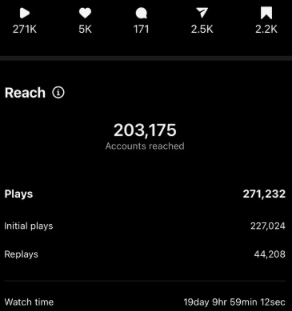 271K 5K 171 2.5K 2.2K
Reach
203,175
Accounts reached
Plays 271,232
Initial plays 227,024
Replays 44,208
Watch time 19day 9hr 59min 12sec